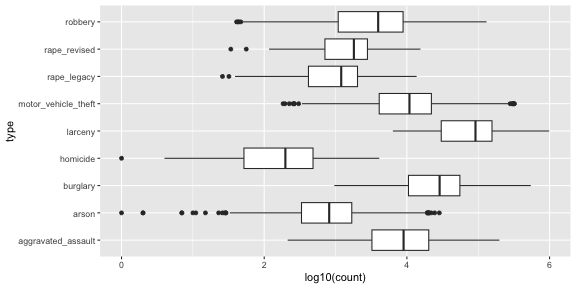 robbery
rape_revised
rape_legacy
motor_vehicle_theft
larceny
homicide
burglary
arson
aggravated_assault
type
0 2 4 6
log10(count)